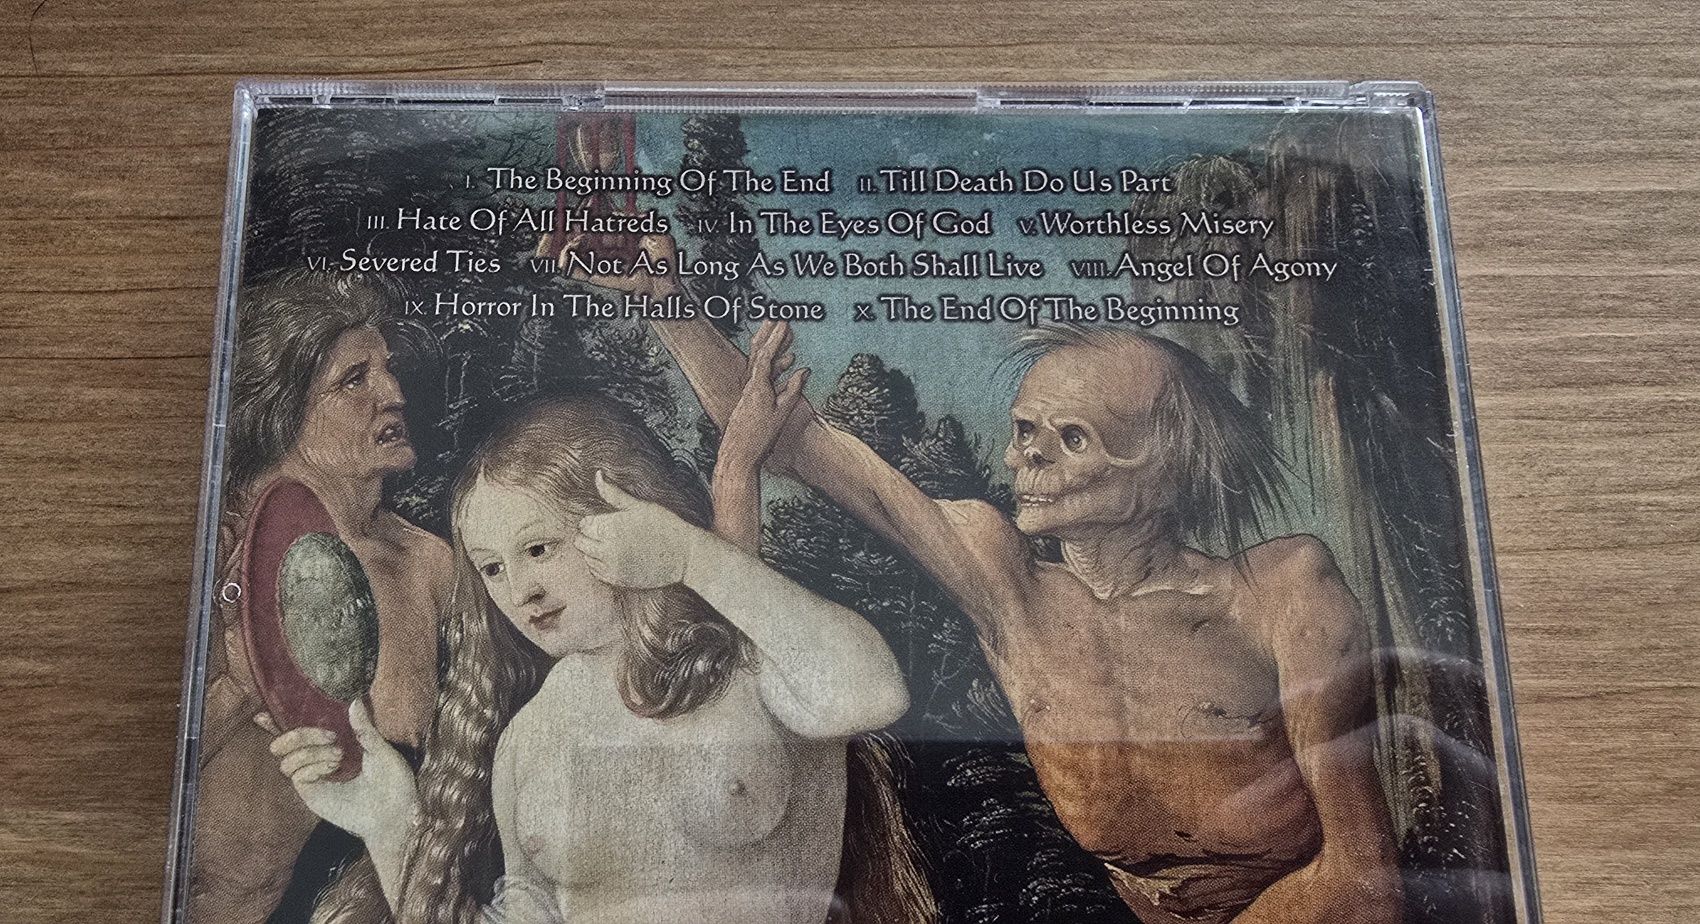 I. The Beginning Of The End II. Till Death Do Us Part
III. Hate Of All Hatreds IV. In The Eyes Of God V. Worthless Misery
VI. Severed Ties VII. Not As Long As We Both Shall Live VIII. Angel Of Agony
IX. Horror In The Halls Of Stone X. The End Of The Beginning